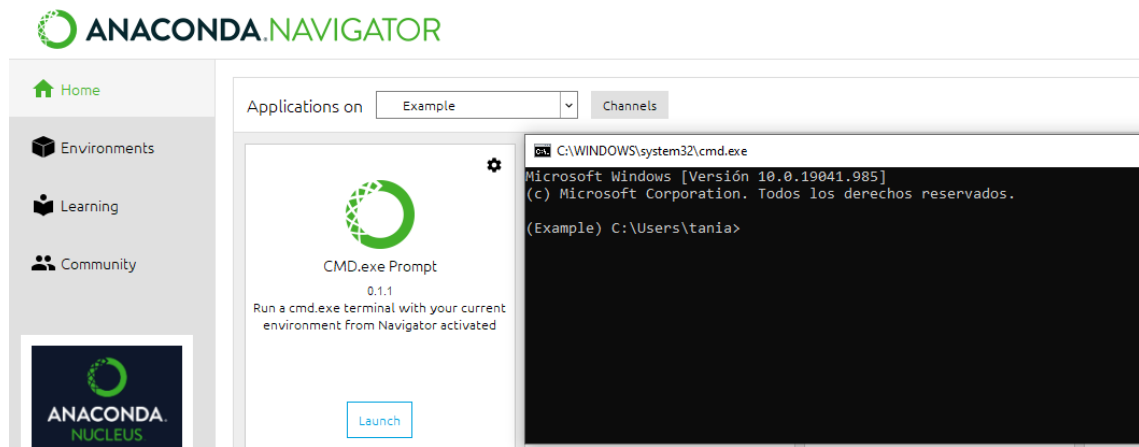 ANACONDA.NAVIGATOR
Home
Environments
Learning
Community
ANACONDA.
NUCLEUS
Applications on Example Channels
CMD.exe Prompt
0.1.1
Run a cmd.exe terminal with your current
environment from Navigator activated
Launch
C:\WINDOWS\system32\cmd.exe
Microsoft Windows [Versión 10.0.19041.985]
(c) Microsoft Corporation. Todos los derechos reservados.
(Example) C:\Users\tania>